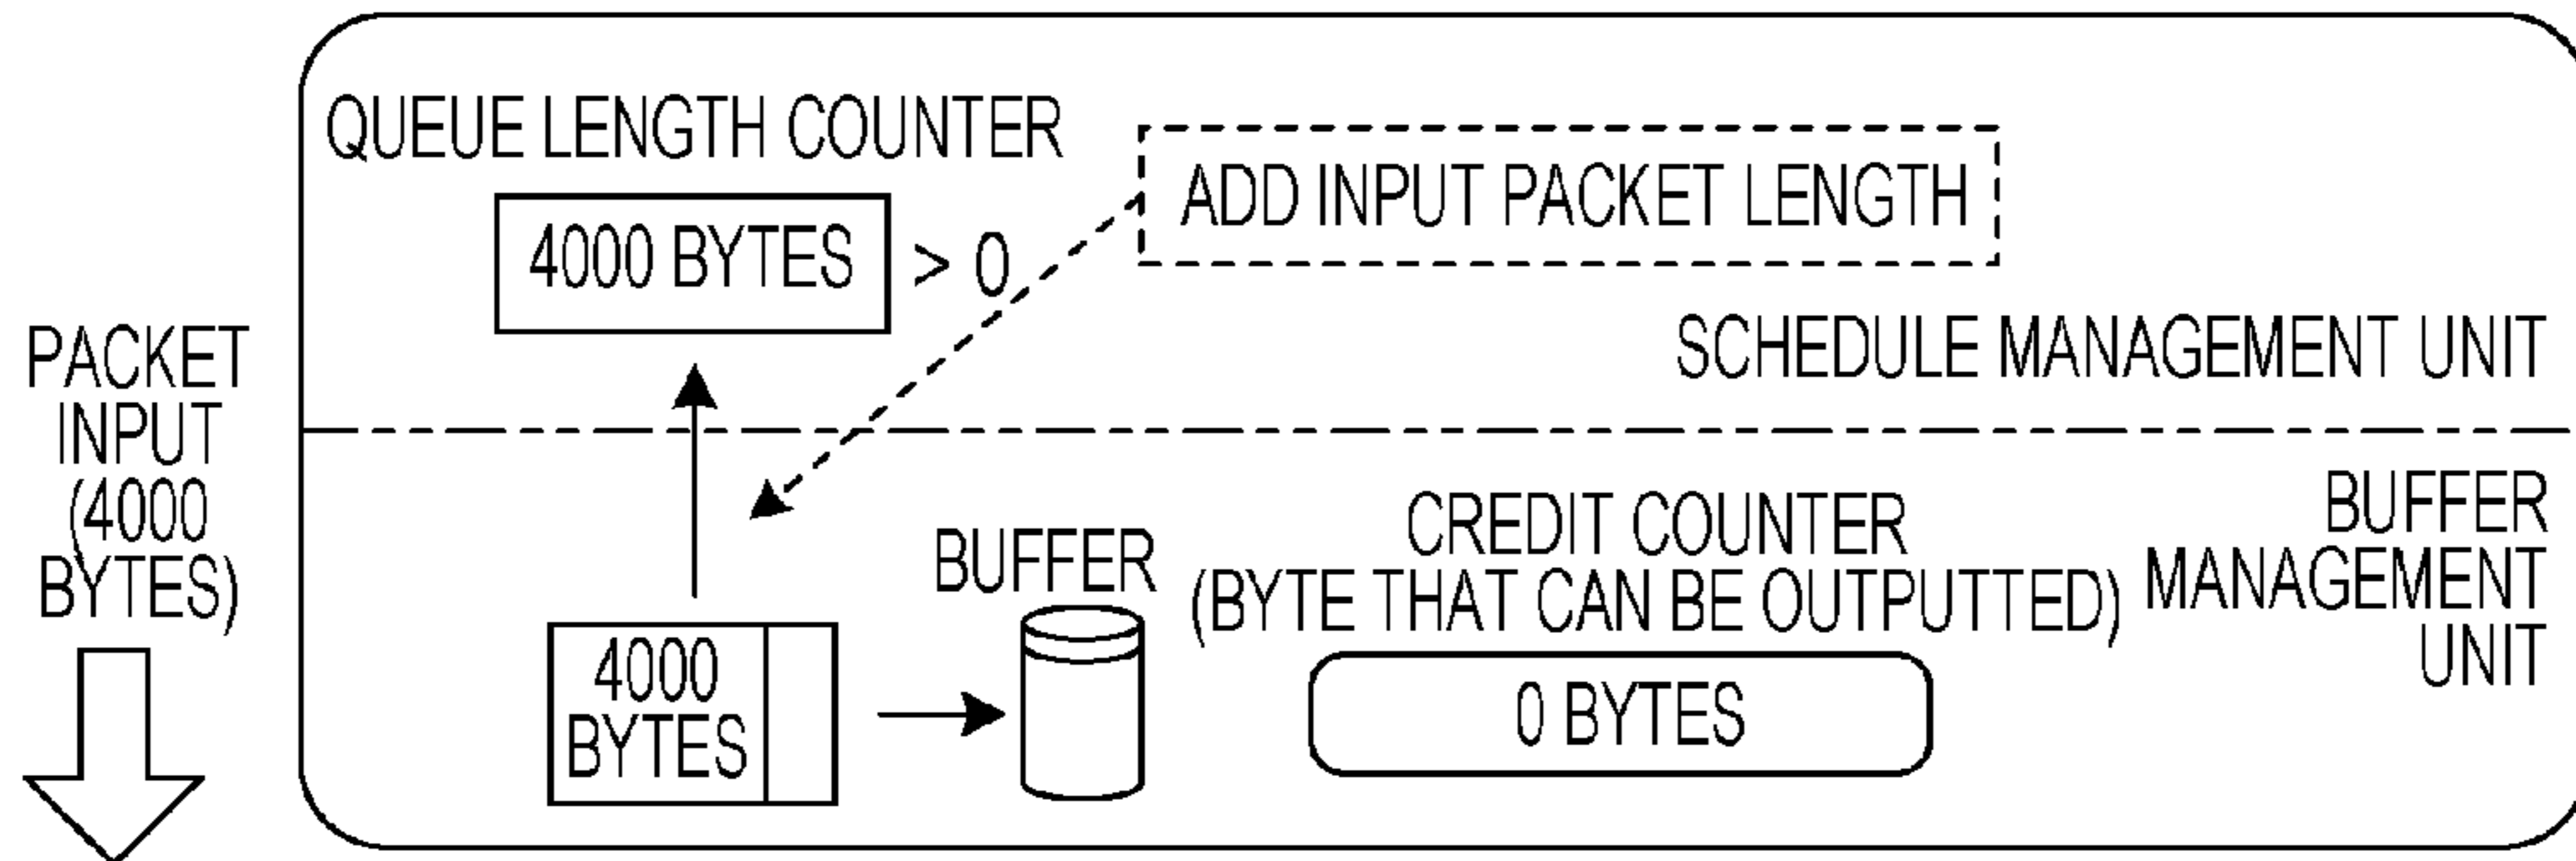 PACKET
INPUT
(4000
BYTES)
QUEUE LENGTH COUNTER
4000 BYTES > 0
ADD INPUT PACKET LENGTH
SCHEDULE MANAGEMENT UNIT
4000
BYTES
BUFFER
CREDIT COUNTER
(BYTE THAT CAN BE OUTPUTTED)
0 BYTES
BUFFER
MANAGEMENT
UNIT